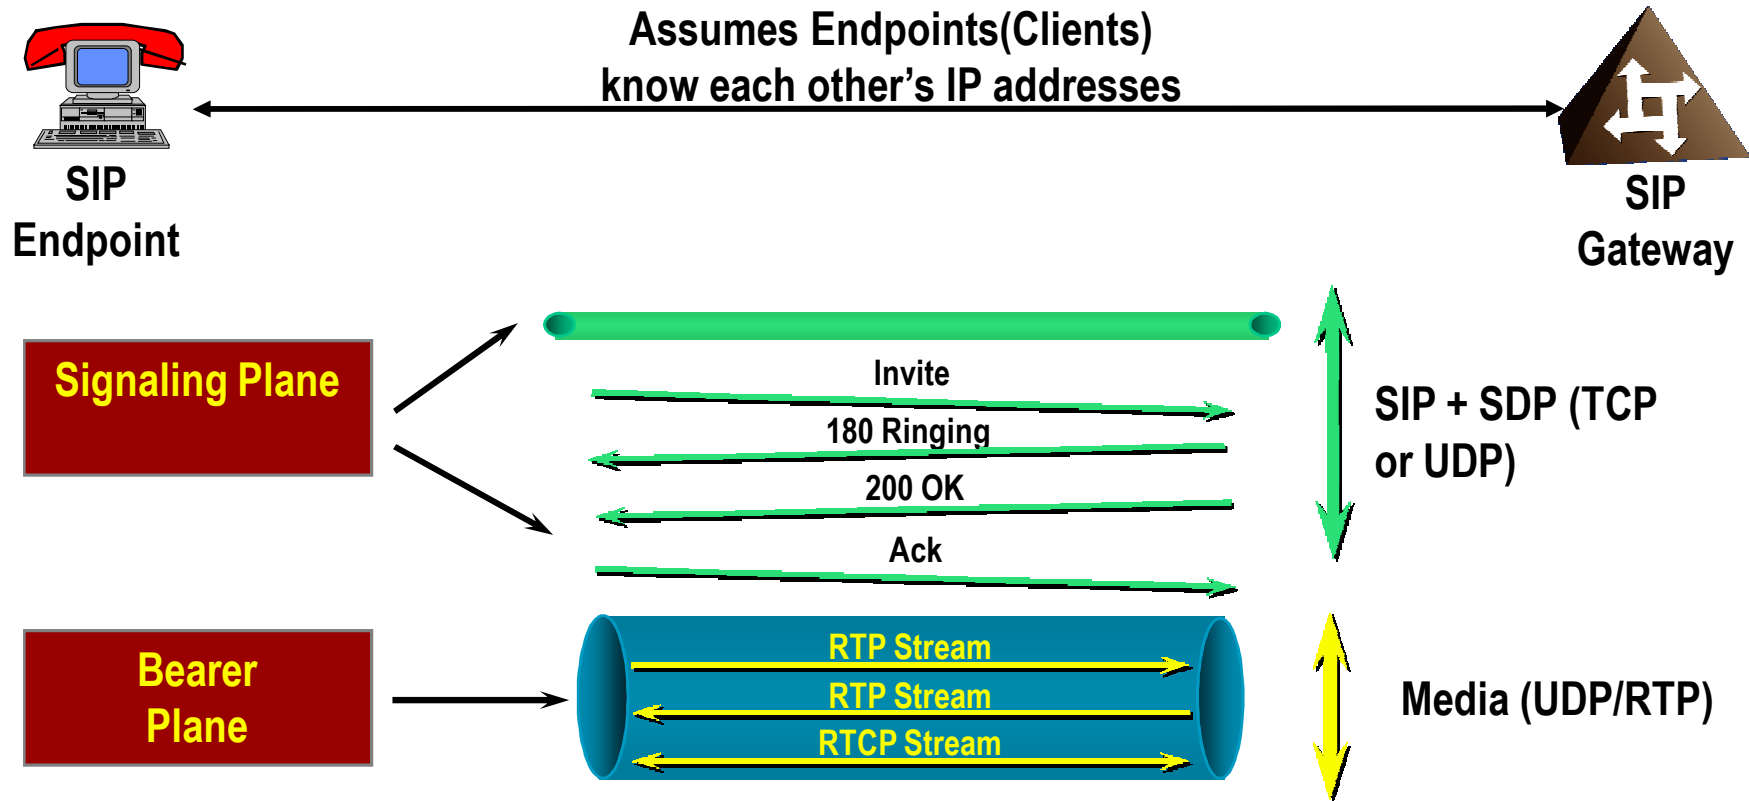 Assumes Endpoints(Clients)
know each other’s IP addresses
SIP
Endpoint
SIP
Gateway
Signaling Plane
Invite
180 Ringing
200 OK
Ack
SIP + SDP (TCP
or UDP)
Bearer
Plane
RTP Stream
RTP Stream
RTCP Stream
Media (UDP/RTP)